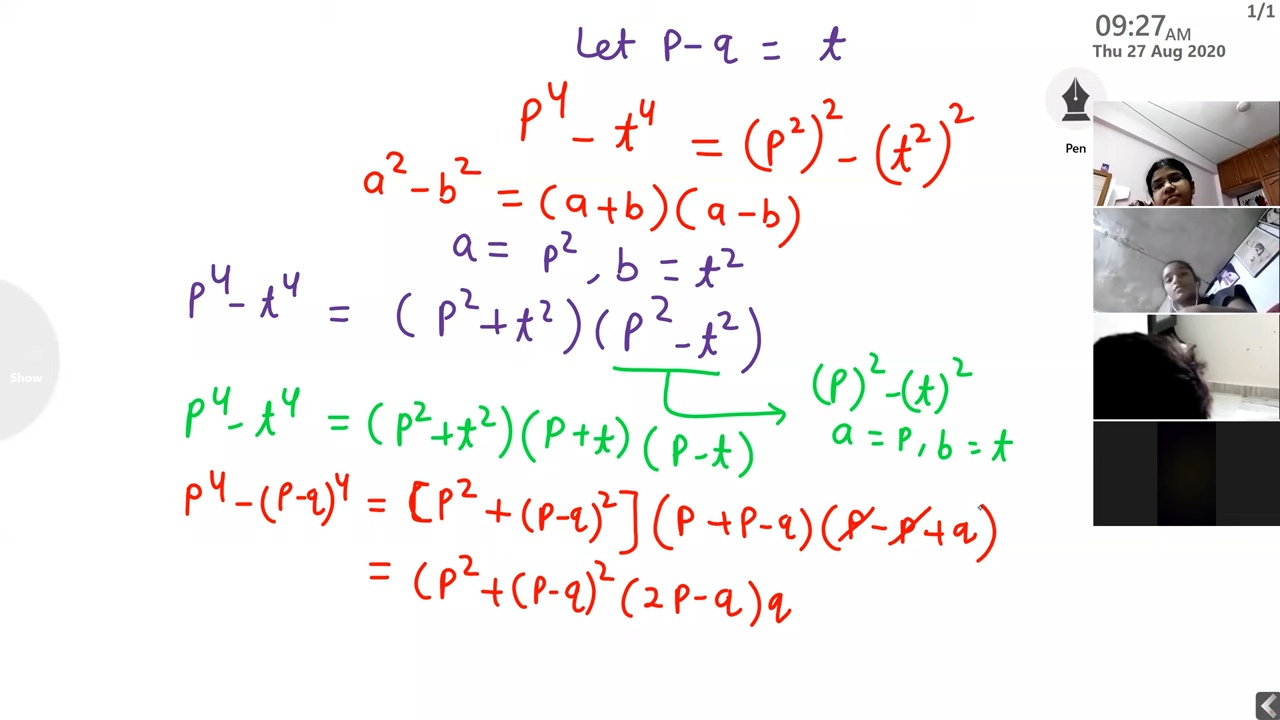 1/1
09:27AM
Thu 27 Aug 2020
Pen
Show
Let p-q = t
p⁴ - t⁴ = (p²)² - (t²)²
a² - b² = (a+b)(a-b)
a = p², b = t²
p⁴ - t⁴ = (p² + t²)(p² - t²)
(p)² - (t)²
a = p, b = t
p⁴ - t⁴ = (p² + t²)(p+t)(p-t)
p⁴ - (p-q)⁴ = [p² + (p-q)²](p+p-q)(p-p+q)
= (p² + (p-q)² (2p-q)q